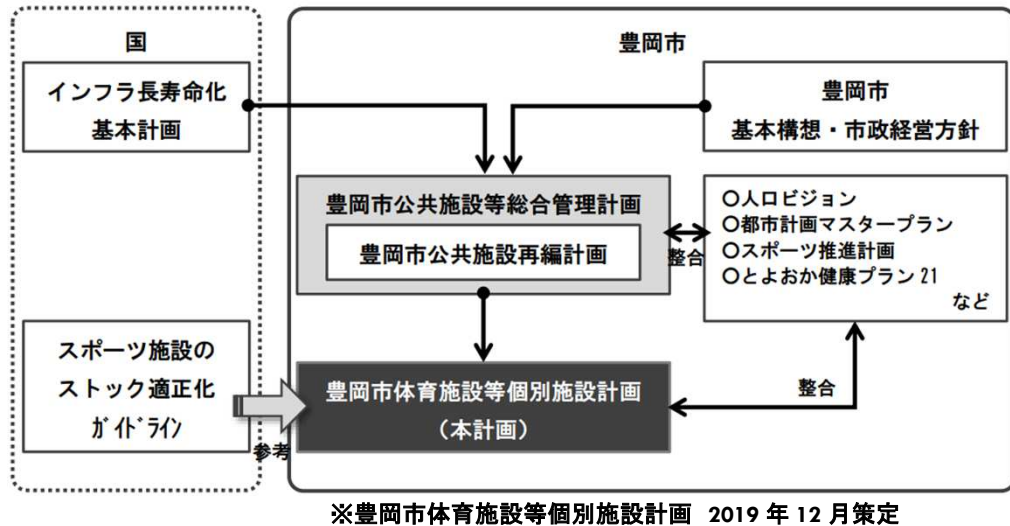 国
インフラ長寿命化
基本計画
スポーツ施設の
ストック適正化
ガイドライン
参考
豊岡市
豊岡市
基本構想・市政経営方針
豊岡市公共施設等総合管理計画
豊岡市公共施設再編計画
整合
〇人口ビジョン
〇都市計画マスタープラン
〇スポーツ推進計画
〇とよおか健康プラン21
など
豊岡市体育施設等個別施設計画
（本計画）
整合
※豊岡市体育施設等個別施設計画 2019年12月策定